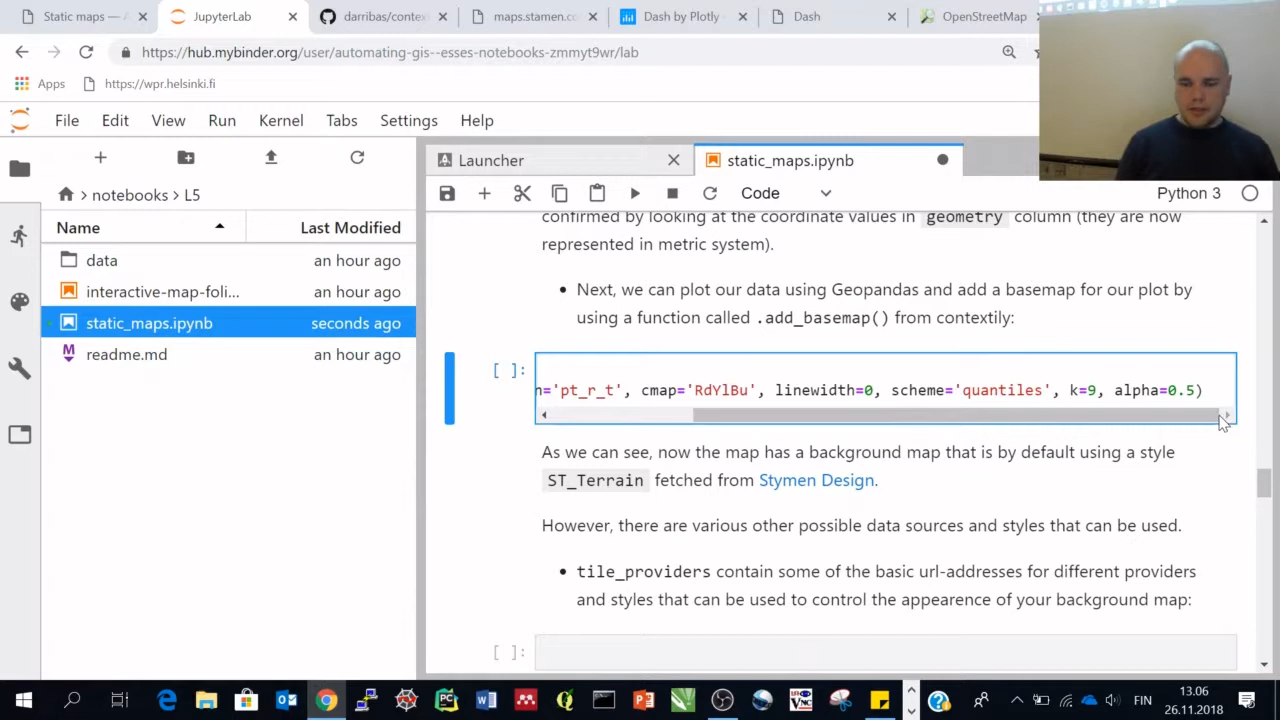 Static maps —
JupyterLab
darribas/contex
maps.stamen.co
Dash by Plotly
Dash
OpenStreetMap
https://hub.mybinder.org/user/automating-gis--esses-notebooks-zmmyt9wr/lab
Apps
https://wpr.helsinki.fi
File Edit View Run Kernel Tabs Settings Help
Launcher
static_maps.ipynb
notebooks > L5
Code
Python 3
Name Last Modified
data an hour ago
interactive-map-foli... an hour ago
static_maps.ipynb seconds ago
readme.md an hour ago
confirmed by looking at the coordinate values in geometry column (they are now
represented in metric system).
• Next, we can plot our data using Geopandas and add a basemap for our plot by
using a function called .add_basemap() from contextily:
[ ]:
='pt_r_t', cmap='RdYlBu', linewidth=0, scheme='quantiles', k=9, alpha=0.5)
As we can see, now the map has a background map that is by default using a style
ST_Terrain fetched from Stymen Design.
However, there are various other possible data sources and styles that can be used.
• tile_providers contain some of the basic url-addresses for different providers
and styles that can be used to control the appearence of your background map:
[ ]:
FIN
13.06
26.11.2018